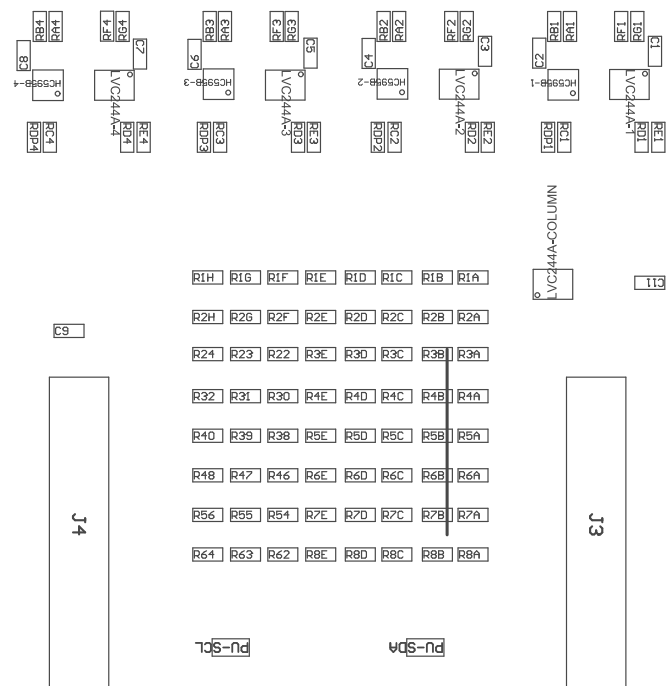 RB4 RA4 RF4 RG4 RB3 RA3 RF3 RG3 RB2 RA2 RF2 RG2 RB1 RA1 RF1 RG1
C8 C7 C6 C5 C4 C3 C2 C1
HC595B-4 LVC244A-4 HC595B-3 LVC244A-3 HC595B-2 LVC244A-2 HC595B-1 LVC244A-1
RDP4 RC4 RD4 RE4 RDP3 RC3 RD3 RE3 RDP2 RC2 RD2 RE2 RDP1 RC1 RD1 RE1
LVC244A-COLUMN
R1H R1G R1F R1E R1D R1C R1B R1A C11
R2H R2G R2F R2E R2D R2C R2B R2A
C9
R24 R23 R22 R3E R3D R3C R3B R3A
R32 R31 R30 R4E R4D R4C R4B R4A
R40 R39 R38 R5E R5D R5C R5B R5A
R48 R47 R46 R6E R6D R6C R6B R6A
R56 R55 R54 R7E R7D R7C R7B R7A
J4 J3
R64 R63 R62 R8E R8D R8C R8B R8A
PU-SCL PU-SDA